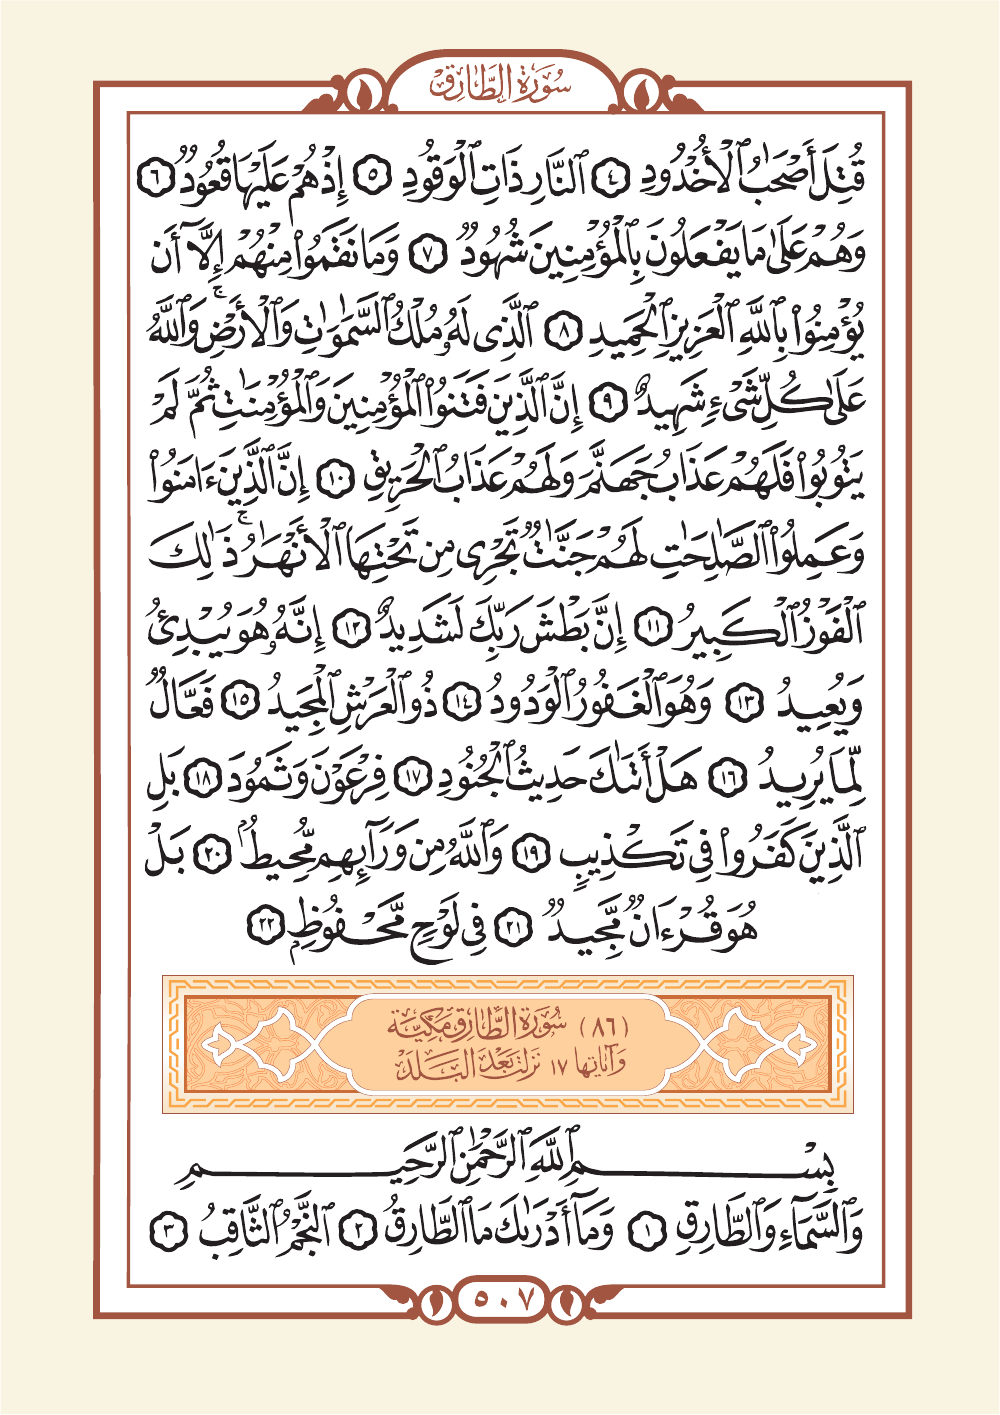 سُورَةُ الطَّارِقِ
قُتِلَ أَصْحَٰبُ ٱلْأُخْدُودِ ٤ ٱلنَّارِ ذَاتِ ٱلْوَقُودِ ٥ إِذْ هُمْ عَلَيْهَا قُعُودٌ ٦
وَهُمْ عَلَىٰ مَا يَفْعَلُونَ بِٱلْمُؤْمِنِينَ شُهُودٌ ٧ وَمَا نَقَمُوا۟ مِنْهُمْ إِلَّآ أَن
يُؤْمِنُوا۟ بِٱللَّهِ ٱلْعَزِيزِ ٱلْحَمِيدِ ٨ ٱلَّذِى لَهُۥ مُلْكُ ٱلسَّمَٰوَٰتِ وَٱلْأَرْضِ ۚ وَٱللَّهُ
عَلَىٰ كُلِّ شَىْءٍ شَهِيدٌ ٩ إِنَّ ٱلَّذِينَ فَتَنُوا۟ ٱلْمُؤْمِنِينَ وَٱلْمُؤْمِنَٰتِ ثُمَّ لَمْ
يَتُوبُوا۟ فَلَهُمْ عَذَابُ جَهَنَّمَ وَلَهُمْ عَذَابُ ٱلْحَرِيقِ ١٠ إِنَّ ٱلَّذِينَ ءَامَنُوا۟
وَعَمِلُوا۟ ٱلصَّٰلِحَٰتِ لَهُمْ جَنَّٰتٌ تَجْرِى مِن تَحْتِهَا ٱلْأَنْهَٰرُ ۚ ذَٰلِكَ
ٱلْفَوْزُ ٱلْكَبِيرُ ١١ إِنَّ بَطْشَ رَبِّكَ لَشَدِيدٌ ١٢ إِنَّهُۥ هُوَ يُبْدِئُ
وَيُعِيدُ ١٣ وَهُوَ ٱلْغَفُورُ ٱلْوَدُودُ ١٤ ذُو ٱلْعَرْشِ ٱلْمَجِيدُ ١٥ فَعَّالٌ
لِّمَا يُرِيدُ ١٦ هَلْ أَتَىٰكَ حَدِيثُ ٱلْجُنُودِ ١٧ فِرْعَوْنَ وَثَمُودَ ١٨ بَلِ
ٱلَّذِينَ كَفَرُوا۟ فِى تَكْذِيبٍ ١٩ وَٱللَّهُ مِن وَرَآئِهِم مُّحِيطٌۢ ٢٠ بَلْ
هُوَ قُرْءَانٌ مَّجِيدٌ ٢١ فِى لَوْحٍ مَّحْفُوظٍۭ ٢٢
(٨٦) سُورَةُ الطَّارِقِ مَكِّيَّة
وَآيَاتُهَا ١٧ نَزَلَتْ بَعْدَ الْبَلَدْ
بِسْمِ ٱللَّهِ ٱلرَّحْمَٰنِ ٱلرَّحِيمِ
وَٱلسَّمَآءِ وَٱلطَّارِقِ ١ وَمَآ أَدْرَىٰكَ مَا ٱلطَّارِقُ ٢ ٱلنَّجْمُ ٱلثَّاقِبُ ٣
٥٠٧